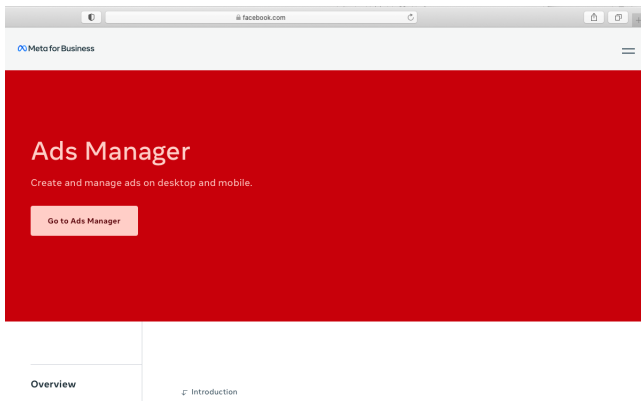 facebook.com
Meta for Business
Ads Manager
Create and manage ads on desktop and mobile.
Go to Ads Manager
Overview
Introduction